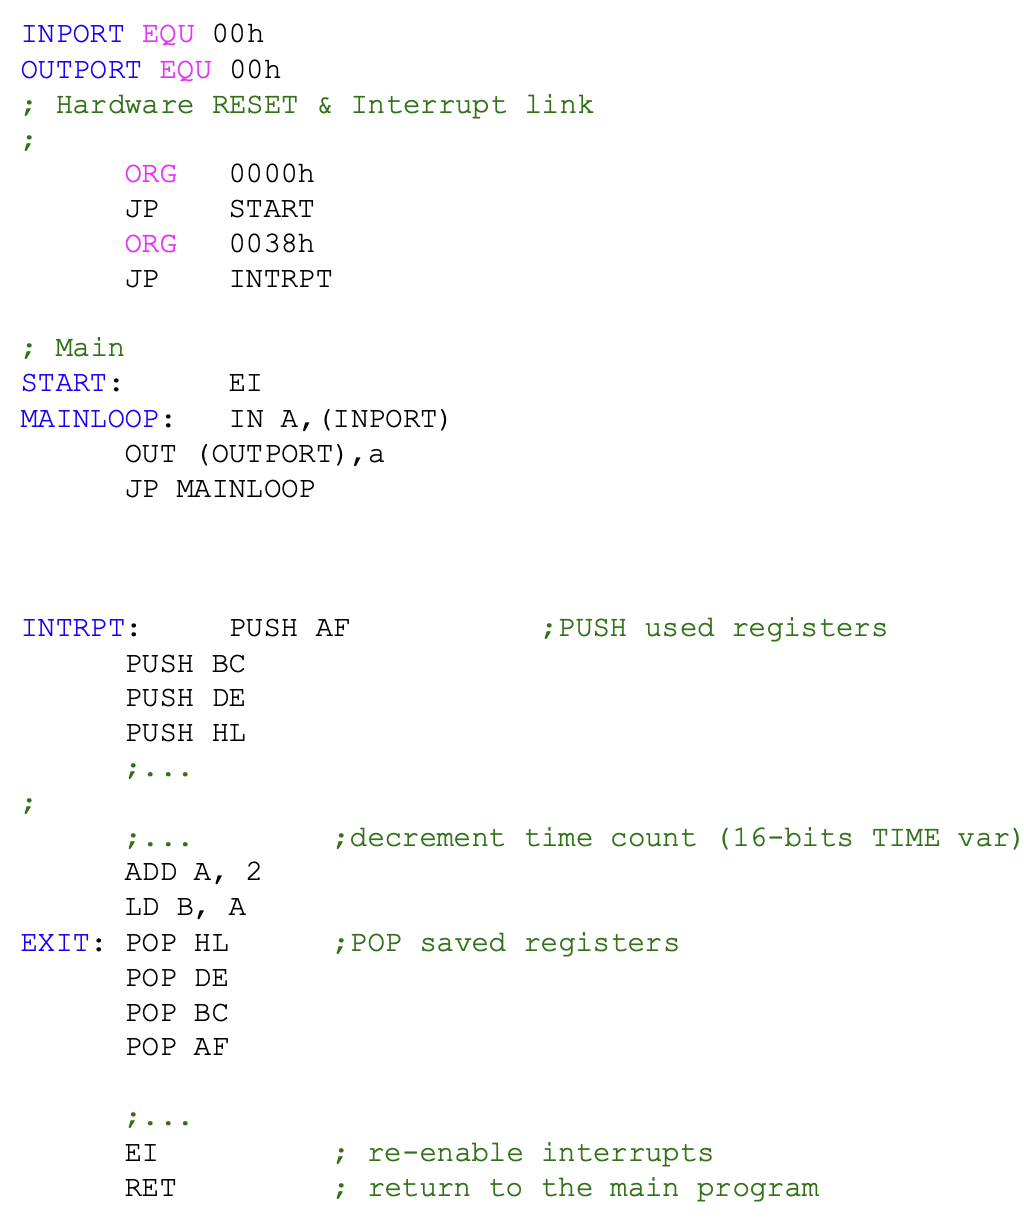 INPORT EQU 00h
OUTPORT EQU 00h
; Hardware RESET & Interrupt link
;
ORG 0000h
JP START
ORG 0038h
JP INTRPT
; Main
START: EI
MAINLOOP: IN A,(INPORT)
OUT (OUTPORT),a
JP MAINLOOP
INTRPT: PUSH AF ;PUSH used registers
PUSH BC
PUSH DE
PUSH HL
;...
;
;... ;decrement time count (16-bits TIME var)
ADD A, 2
LD B, A
EXIT: POP HL ;POP saved registers
POP DE
POP BC
POP AF
;...
EI ; re-enable interrupts
RET ; return to the main program